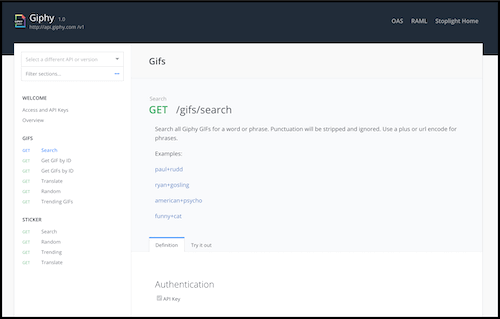 Giphy 1.0
http://api.giphy.com /v1
OAS RAML Stoplight Home
Select a different API or version
Filter sections...
WELCOME
Access and API Keys
Overview
GIFS
GET Search
GET Get GIF by ID
GET Get GIFs by ID
GET Translate
GET Random
GET Trending GIFs
STICKER
GET Search
GET Random
GET Trending
GET Translate
Gifs
Search
GET /gifs/search
Search all Giphy GIFs for a word or phrase. Punctuation will be stripped and ignored. Use a plus or url encode for
phrases.
Examples:
paul+rudd
ryan+gosling
american+psycho
funny+cat
Definition Try it out
Authentication
API Key